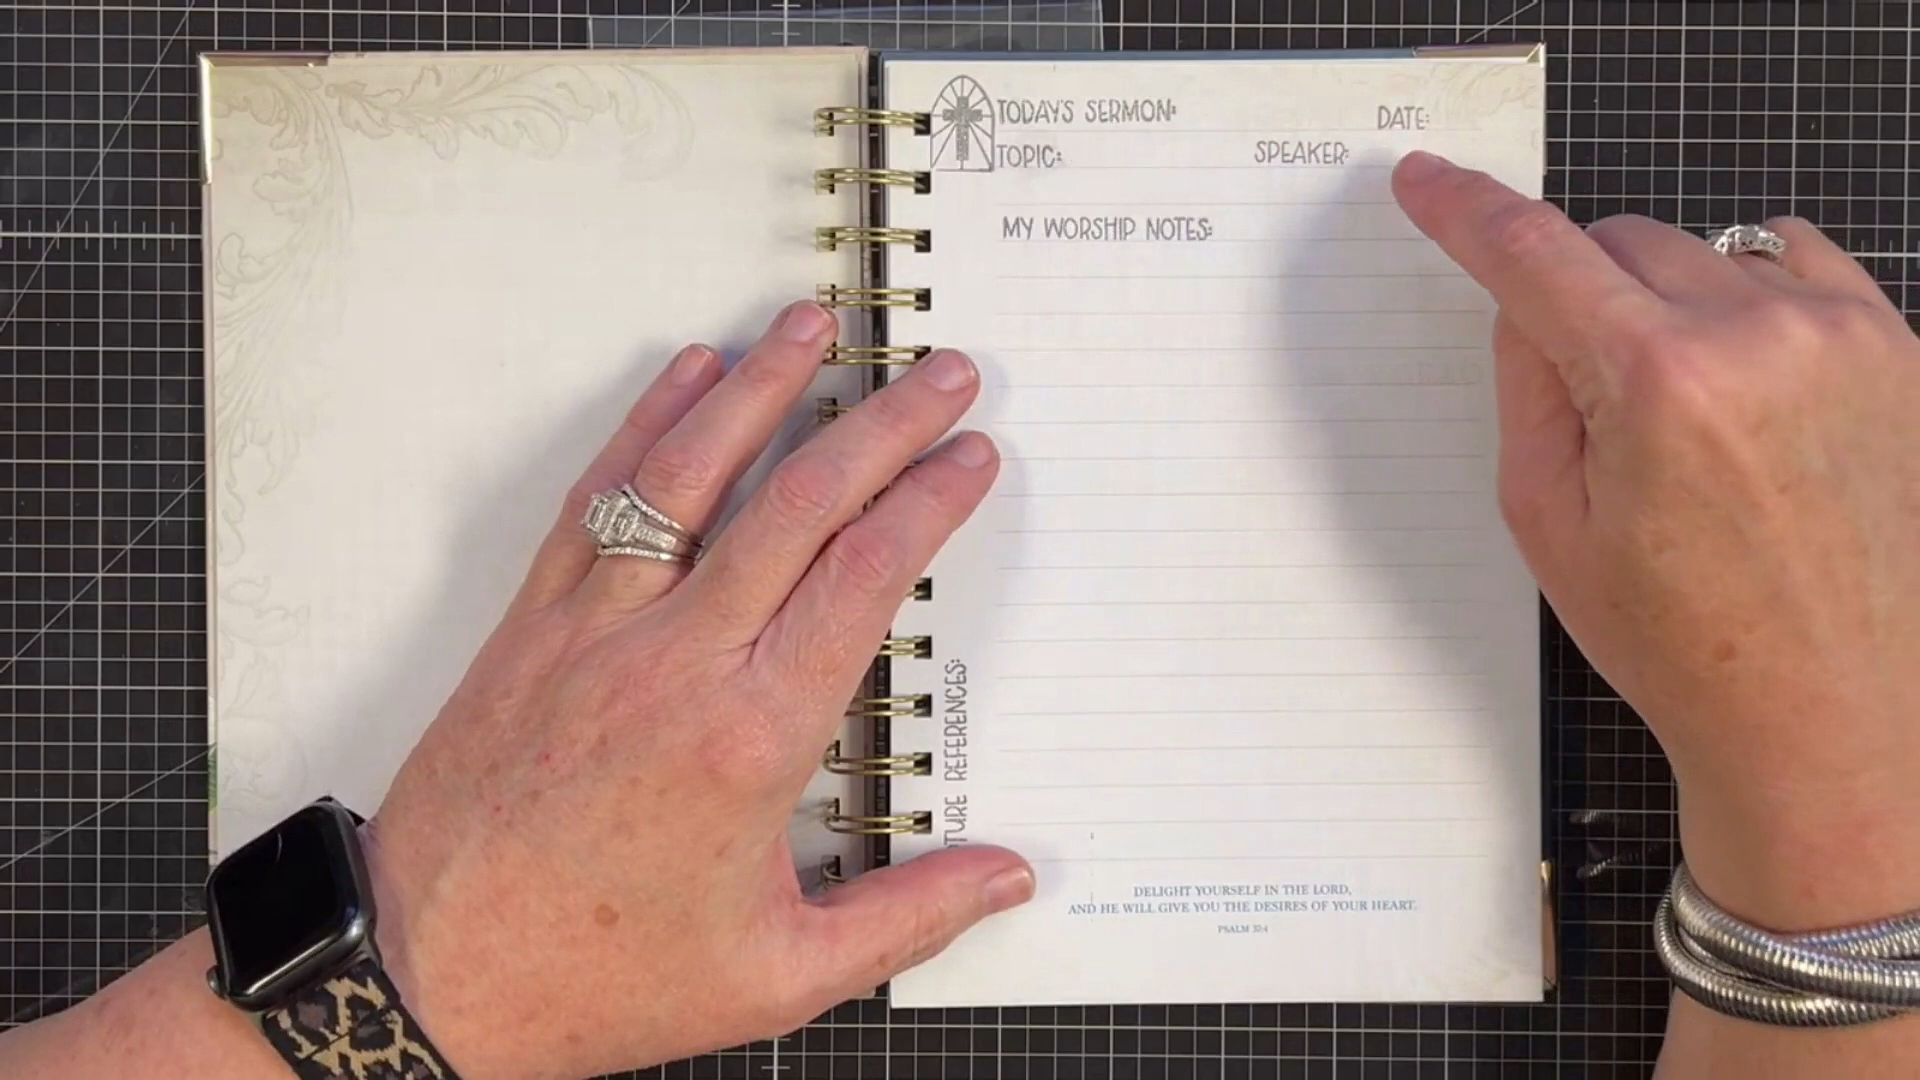 TODAY'S SERMON:
DATE:
TOPIC:
SPEAKER:
MY WORSHIP NOTES:
REFERENCES:
DELIGHT YOURSELF IN THE LORD,
AND HE WILL GIVE YOU THE DESIRES OF YOUR HEART.
PSALM 37:4